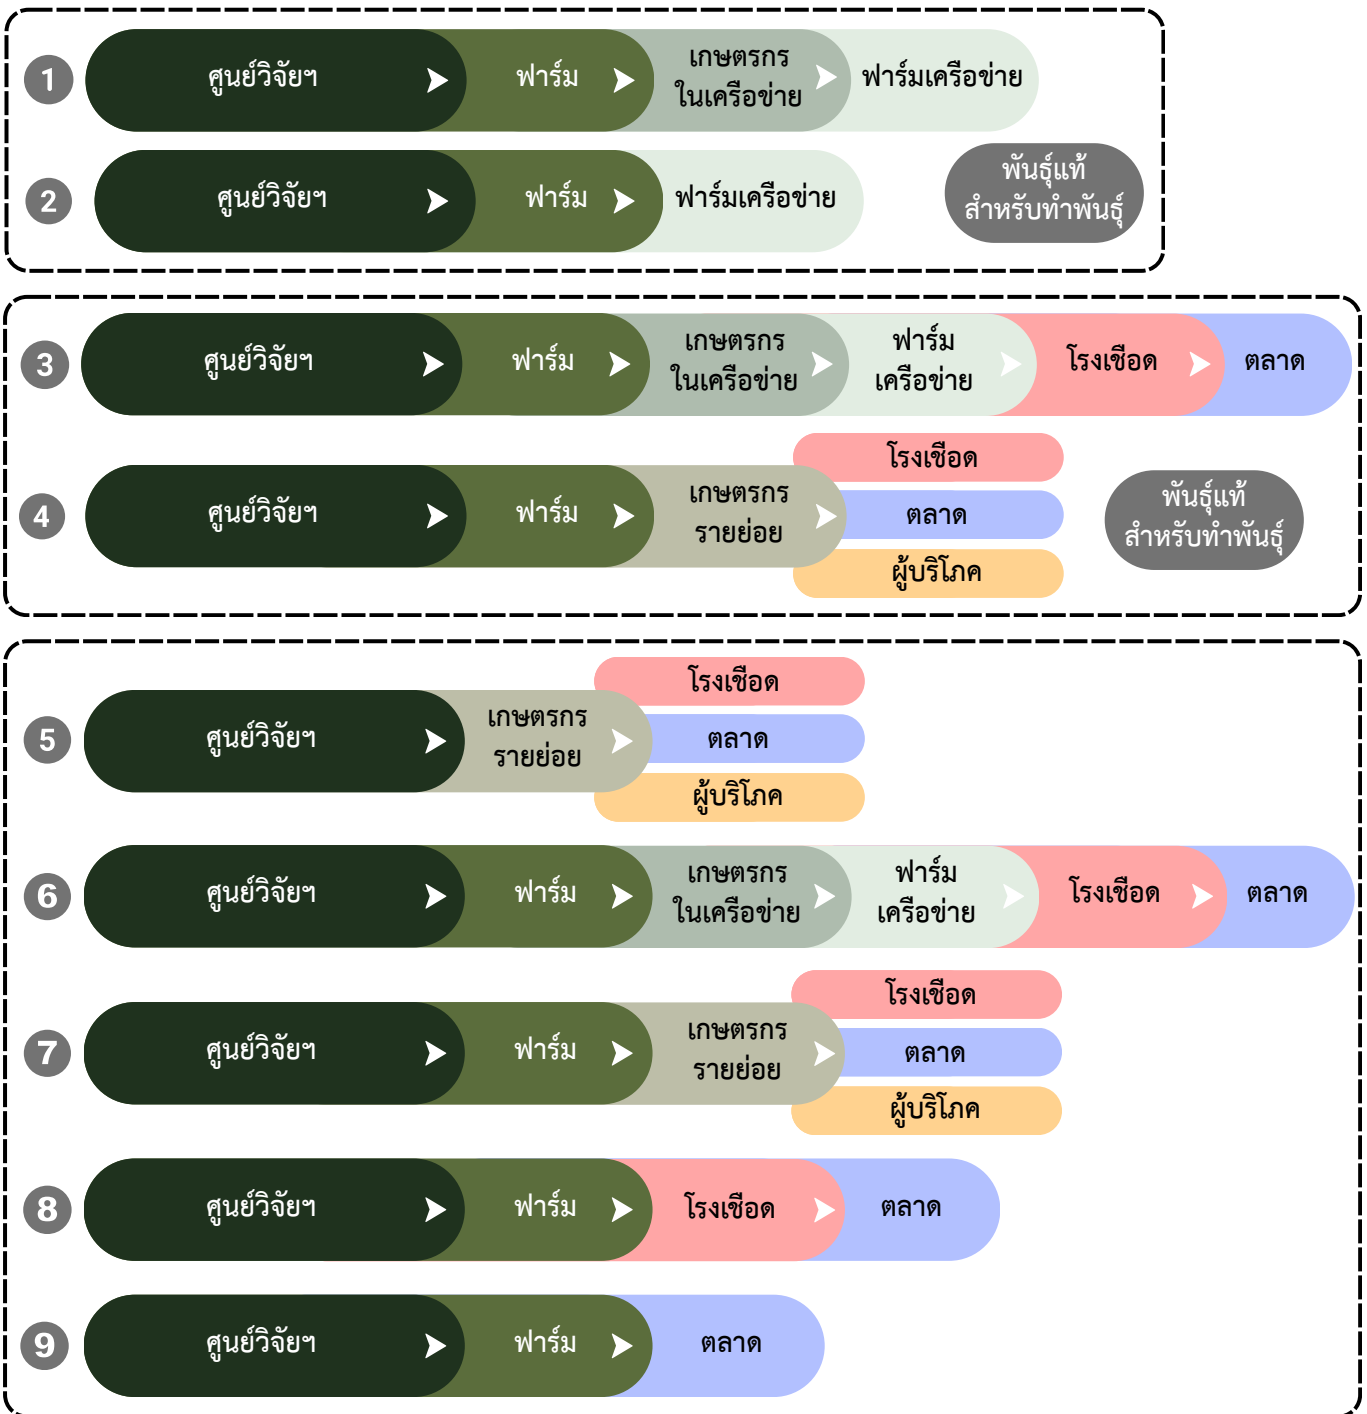 1
ศูนย์วิจัยฯ
ฟาร์ม
เกษตรกร
ในเครือข่าย
ฟาร์มเครือข่าย
2
ศูนย์วิจัยฯ
ฟาร์ม
ฟาร์มเครือข่าย
พันธุ์แท้
สำหรับทำพันธุ์
3
ศูนย์วิจัยฯ
ฟาร์ม
เกษตรกร
ในเครือข่าย
ฟาร์ม
เครือข่าย
โรงเชือด
ตลาด
4
ศูนย์วิจัยฯ
ฟาร์ม
เกษตรกร
รายย่อย
โรงเชือด
ตลาด
ผู้บริโภค
พันธุ์แท้
สำหรับทำพันธุ์
5
ศูนย์วิจัยฯ
เกษตรกร
รายย่อย
โรงเชือด
ตลาด
ผู้บริโภค
6
ศูนย์วิจัยฯ
ฟาร์ม
เกษตรกร
ในเครือข่าย
ฟาร์ม
เครือข่าย
โรงเชือด
ตลาด
7
ศูนย์วิจัยฯ
ฟาร์ม
เกษตรกร
รายย่อย
โรงเชือด
ตลาด
ผู้บริโภค
8
ศูนย์วิจัยฯ
ฟาร์ม
โรงเชือด
ตลาด
9
ศูนย์วิจัยฯ
ฟาร์ม
ตลาด